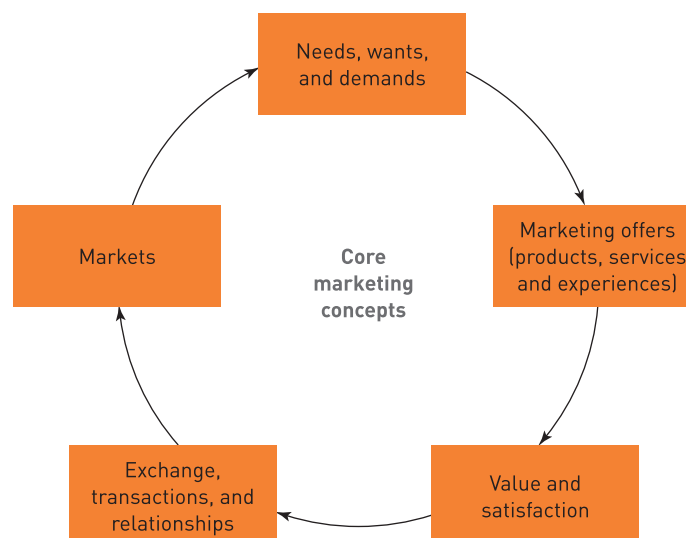 Needs, wants,
and demands
Marketing offers
(products, services
and experiences)
Markets
Core
marketing
concepts
Exchange,
transactions, and
relationships
Value and
satisfaction